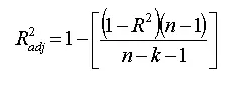 R²adj = 1 − [ (1 − R²)(n − 1) / n − k − 1 ]